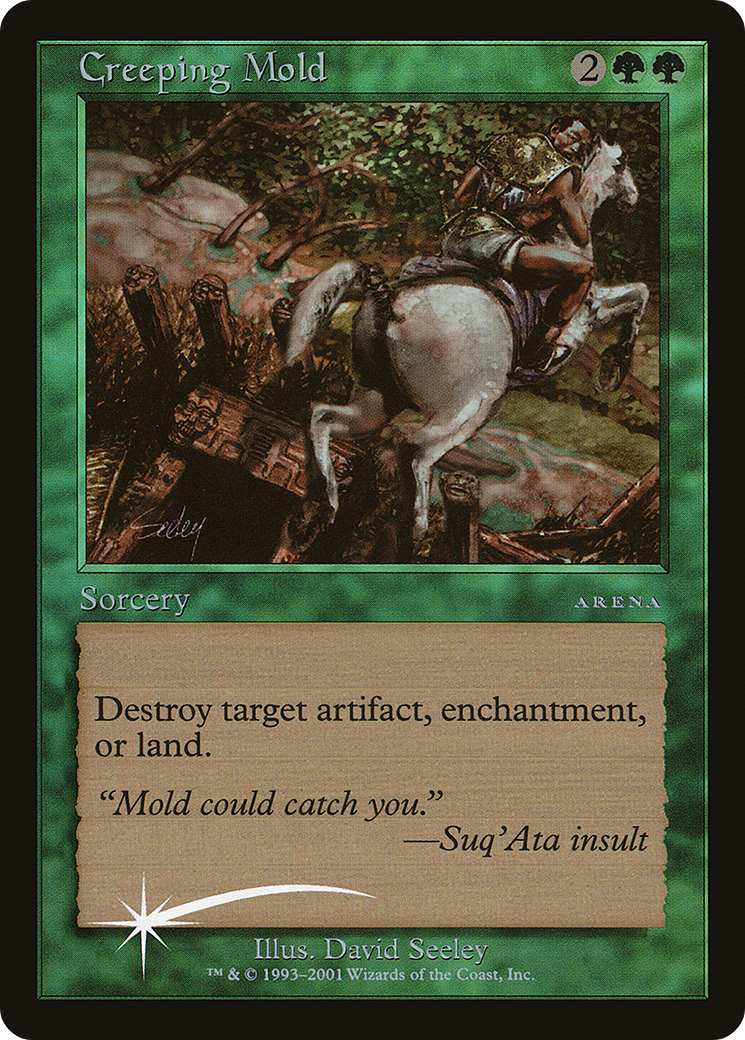 Creeping Mold 2
Seeley
Sorcery ARENA
Destroy target artifact, enchantment,
or land.
“Mold could catch you.”
—Suq’Ata insult
Illus. David Seeley
™ & © 1993–2001 Wizards of the Coast, Inc.